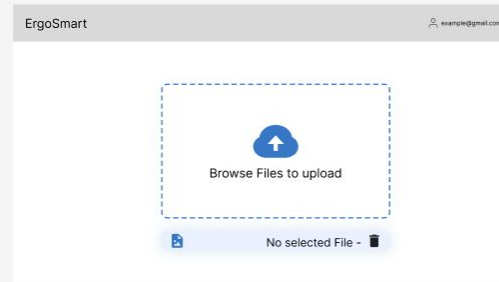 ErgoSmart
example@gmail.com
Browse Files to upload
No selected File -